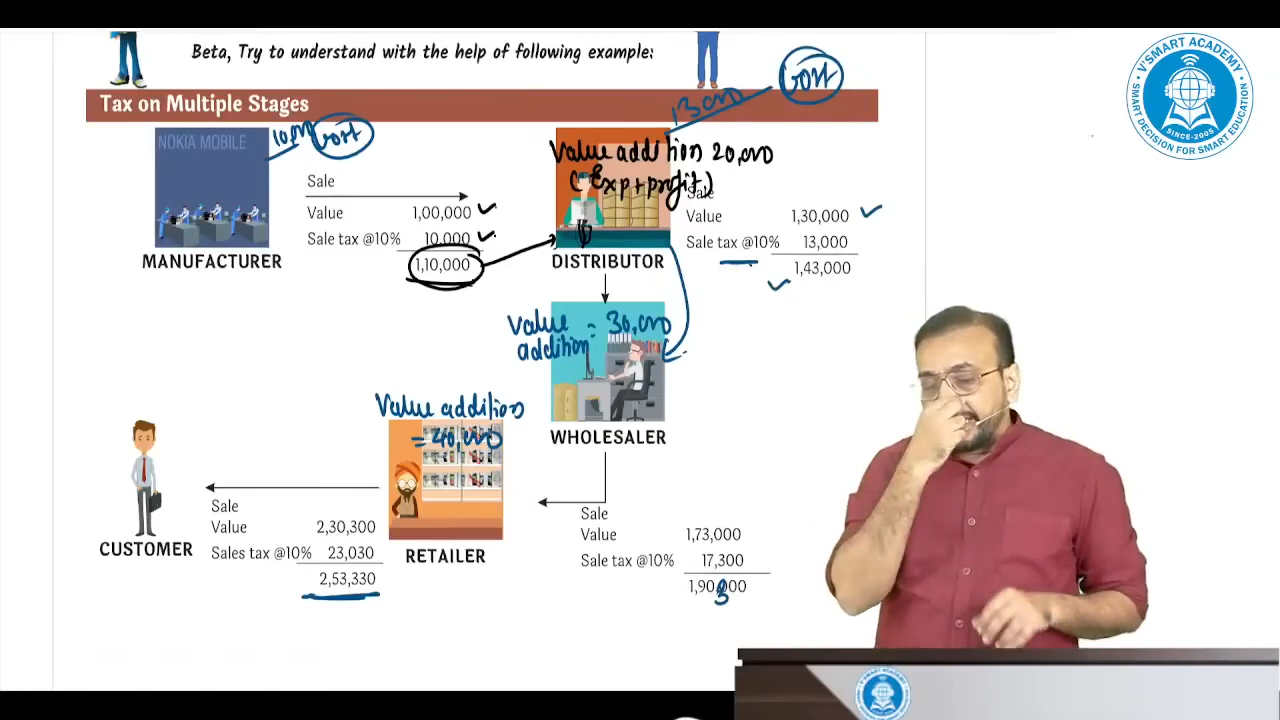 Beta, Try to understand with the help of following example:
Tax on Multiple Stages
Govt
13,000
NOKIA MOBILE
10,000 Govt
Sale
Value 1,00,000
Sale tax @10% 10,000
1,10,000
MANUFACTURER
Value addition 20,000
(Exp+profit)
DISTRIBUTOR
Sale
Value 1,30,000
Sale tax @10% 13,000
1,43,000
Value addition = 30,000
WHOLESALER
Value addition
= 40,000
RETAILER
Sale
Value 1,73,000
Sale tax @10% 17,300
1,90,300
Sale
Value 2,30,300
Sales tax @10% 23,030
2,53,330
CUSTOMER
V'SMART ACADEMY
SINCE-2005
SMART DECISION FOR SMART EDUCATION